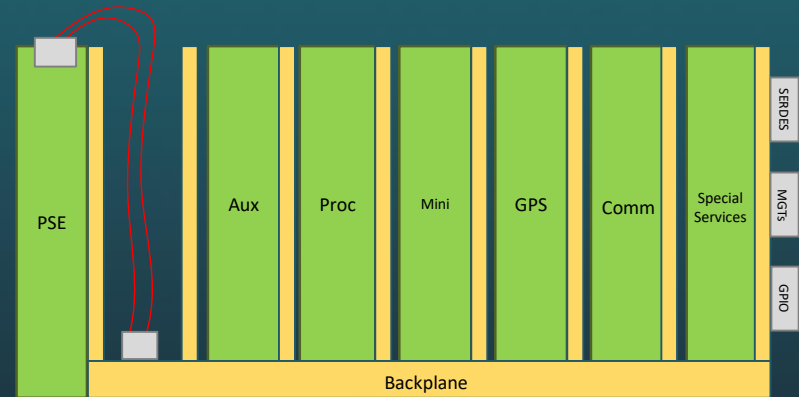 PSE
Aux
Proc
Mini
GPS
Comm
Special
Services
SERDES
MGTs
GPIO
Backplane